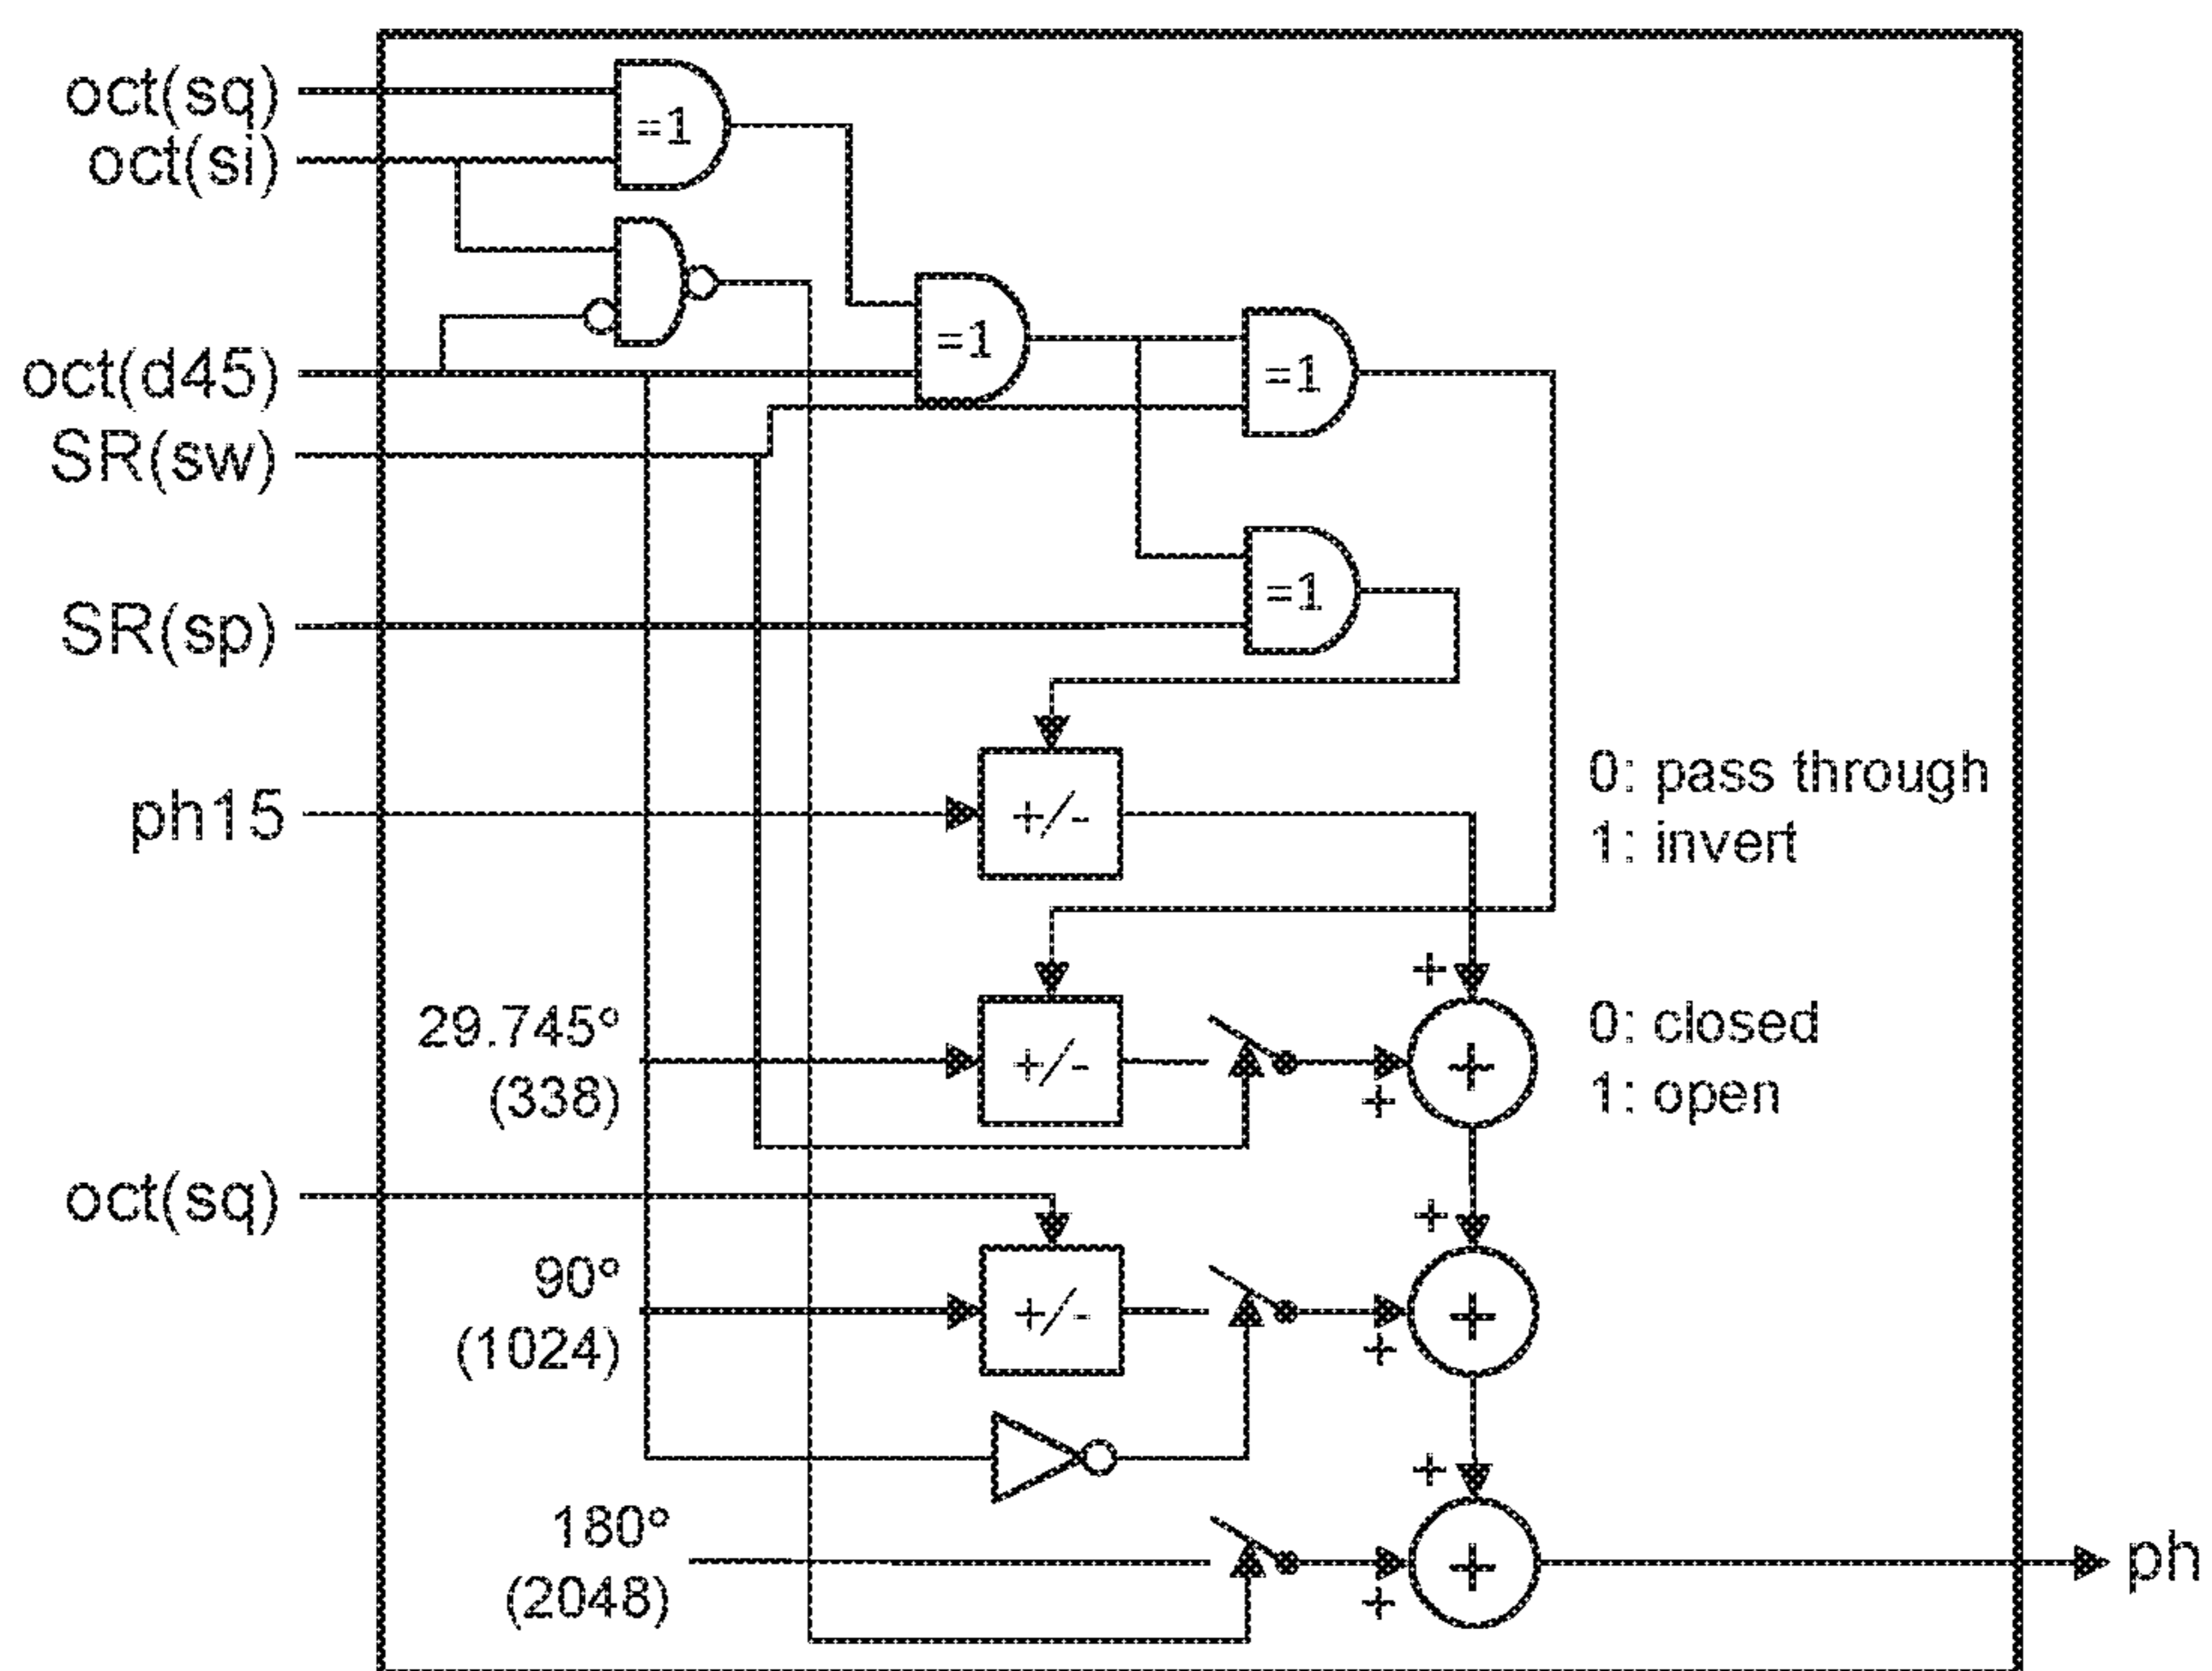 oct(sq)
=1
oct(si)
=1
=1
oct(d45)
SR(sw)
=1
SR(sp)
0: pass through
ph15
+/-
1: invert
+
29.745°
0: closed
+/-
+
(338)
+
1: open
oct(sq)
+
90°
+/-
+
(1024)
+
+
180°
+
ph
(2048)
+